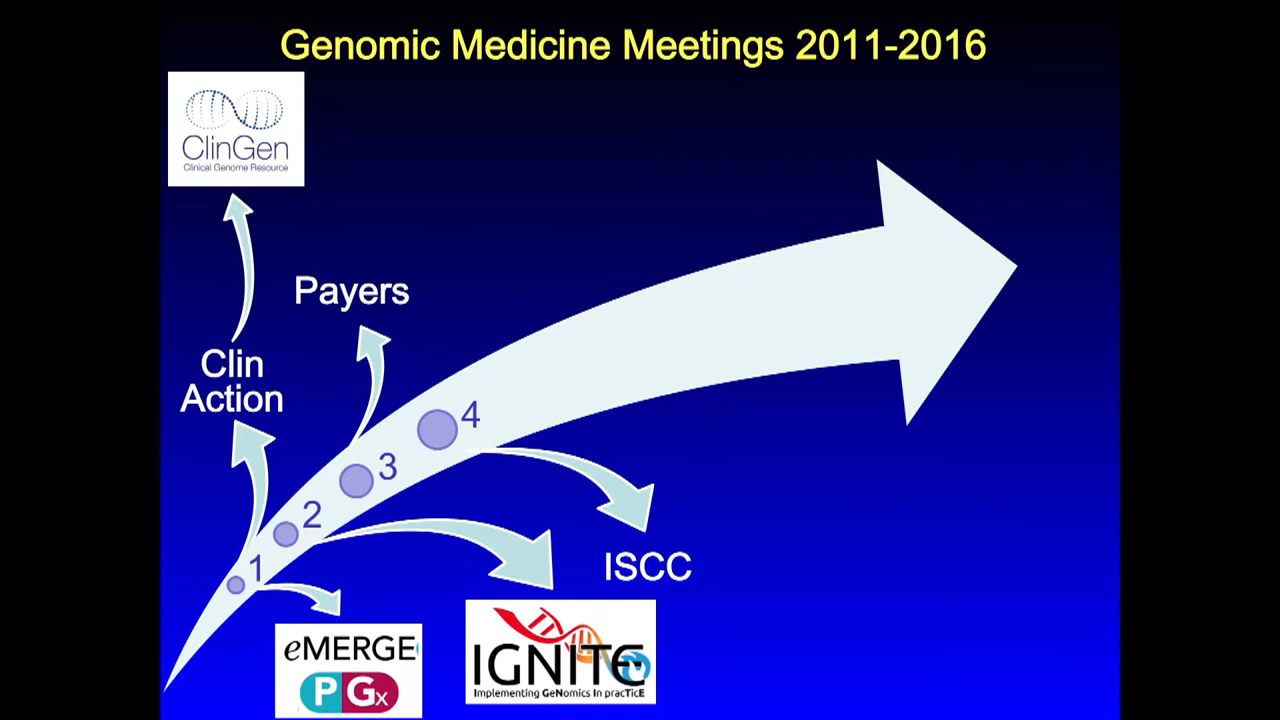 Genomic Medicine Meetings 2011-2016
ClinGen
Clinical Genome Resource
Payers
Clin
Action
4
3
2
1
ISCC
eMERGE
PGx
IGNITE
Implementing GeNomics In pracTicE